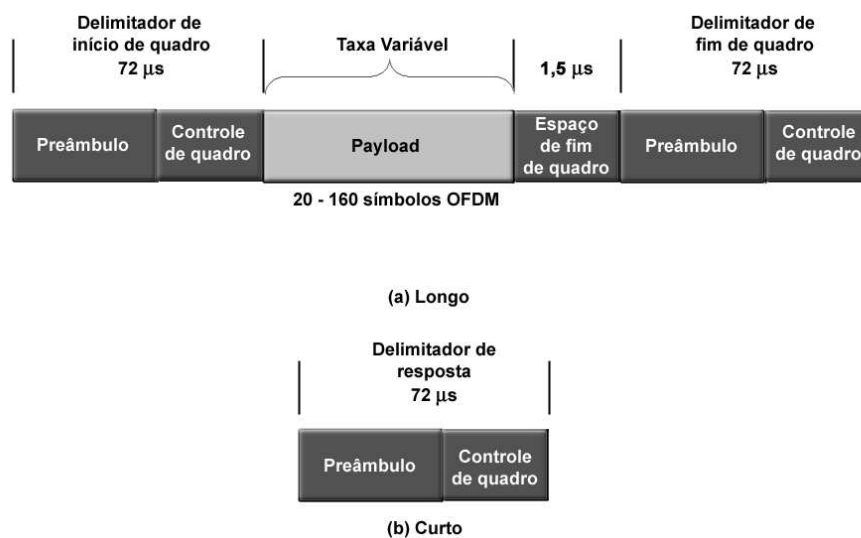 Delimitador de
início de quadro
72 μs
Taxa Variável
1,5 μs
Delimitador de
fim de quadro
72 μs
Preâmbulo
Controle
de quadro
Payload
Espaço
de fim
de quadro
Preâmbulo
Controle
de quadro
20 - 160 símbolos OFDM
(a) Longo
Delimitador de
resposta
72 μs
Preâmbulo
Controle
de quadro
(b) Curto